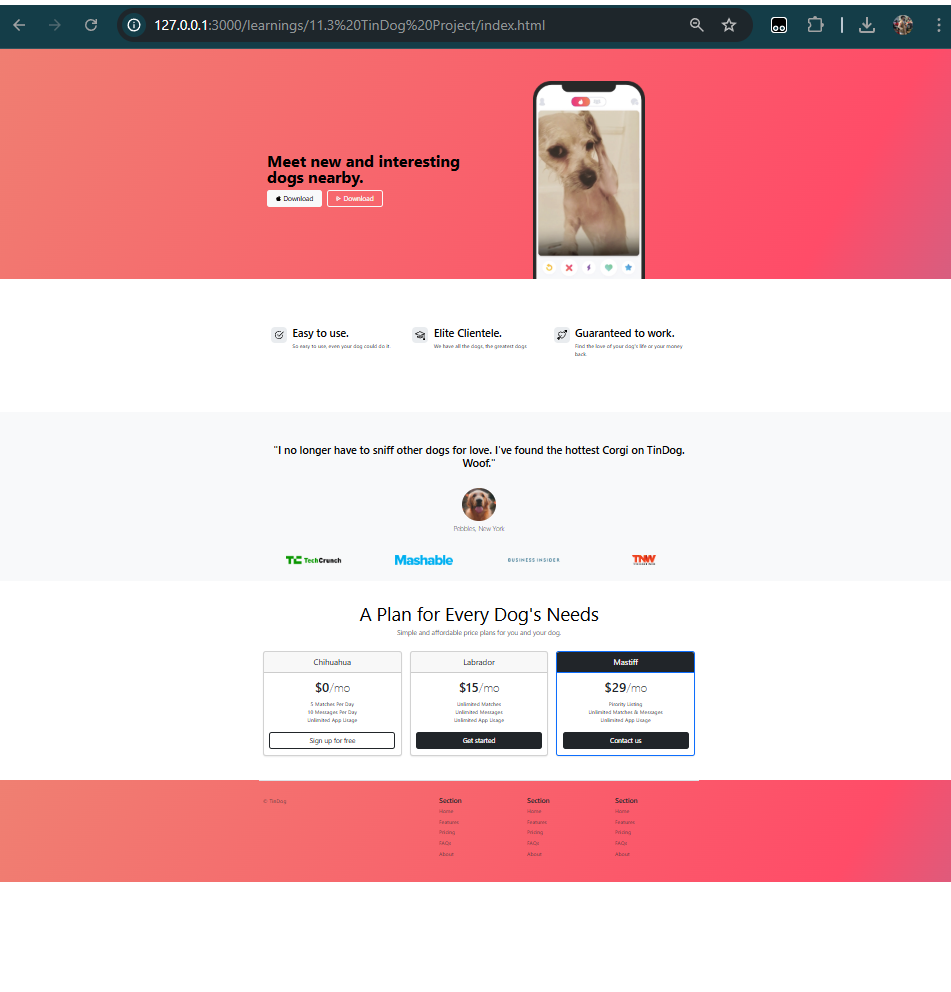 127.0.0.1:3000/learnings/11.3%20TinDog%20Project/index.html
Meet new and interesting
dogs nearby.
Download
Download
Easy to use.
So easy to use, even your dog could do it.
Elite Clientele.
We have all the dogs, the greatest dogs
Guaranteed to work.
Find the love of your dog's life or your money
back.
"I no longer have to sniff other dogs for love. I've found the hottest Corgi on TinDog.
Woof."
Pebbles, New York
TC TechCrunch
Mashable
BUSINESS INSIDER
TNW
A Plan for Every Dog's Needs
Simple and affordable price plans for you and your dog.
Chihuahua
$0/mo
5 Matches Per Day
10 Messages Per Day
Unlimited App Usage
Sign up for free
Labrador
$15/mo
Unlimited Matches
Unlimited Messages
Unlimited App Usage
Get started
Mastiff
$29/mo
Pirority Listing
Unlimited Matches & Messages
Unlimited App Usage
Contact us
© TinDog
Section
Home
Features
Pricing
FAQs
About
Section
Home
Features
Pricing
FAQs
About
Section
Home
Features
Pricing
FAQs
About